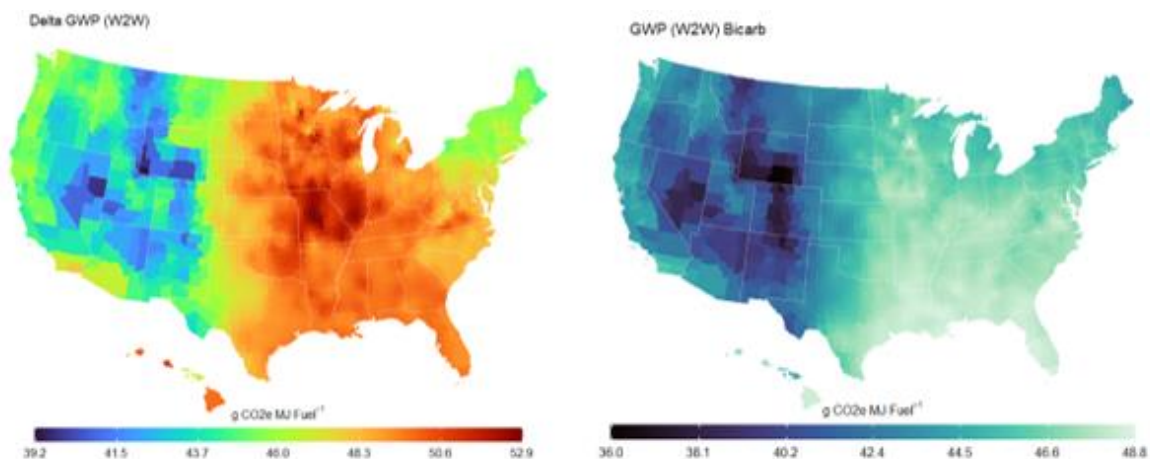 Delta GWP (W2W)
GWP (W2W) Bicarb
g CO2e MJ Fuel⁻¹
39.2 41.5 43.7 46.0 48.3 50.6 52.9
g CO2e MJ Fuel⁻¹
36.0 38.1 40.2 42.4 44.5 46.6 48.8